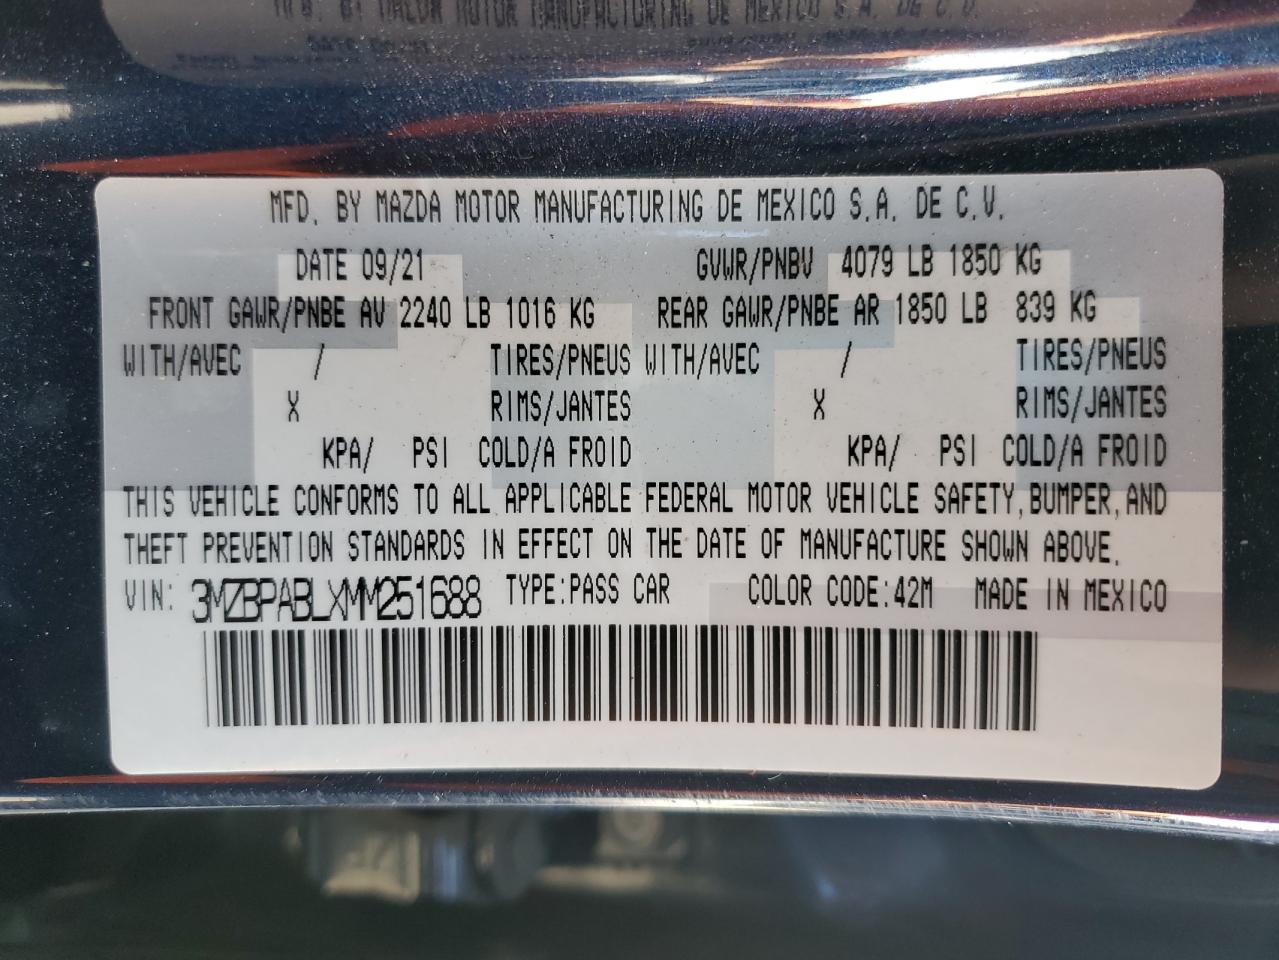 MFD. BY MAZDA MOTOR MANUFACTURING DE MEXICO S.A. DE C.V.
DATE 09/21 GVWR/PNBV 4079 LB 1850 KG
FRONT GAWR/PNBE AV 2240 LB 1016 KG REAR GAWR/PNBE AR 1850 LB 839 KG
WITH/AVEC / TIRES/PNEUS WITH/AVEC / TIRES/PNEUS
X RIMS/JANTES X RIMS/JANTES
KPA/ PSI COLD/A FROID KPA/ PSI COLD/A FROID
THIS VEHICLE CONFORMS TO ALL APPLICABLE FEDERAL MOTOR VEHICLE SAFETY, BUMPER, AND
THEFT PREVENTION STANDARDS IN EFFECT ON THE DATE OF MANUFACTURE SHOWN ABOVE.
VIN: 3MZBPABLXMM251688 TYPE:PASS CAR COLOR CODE:42M MADE IN MEXICO